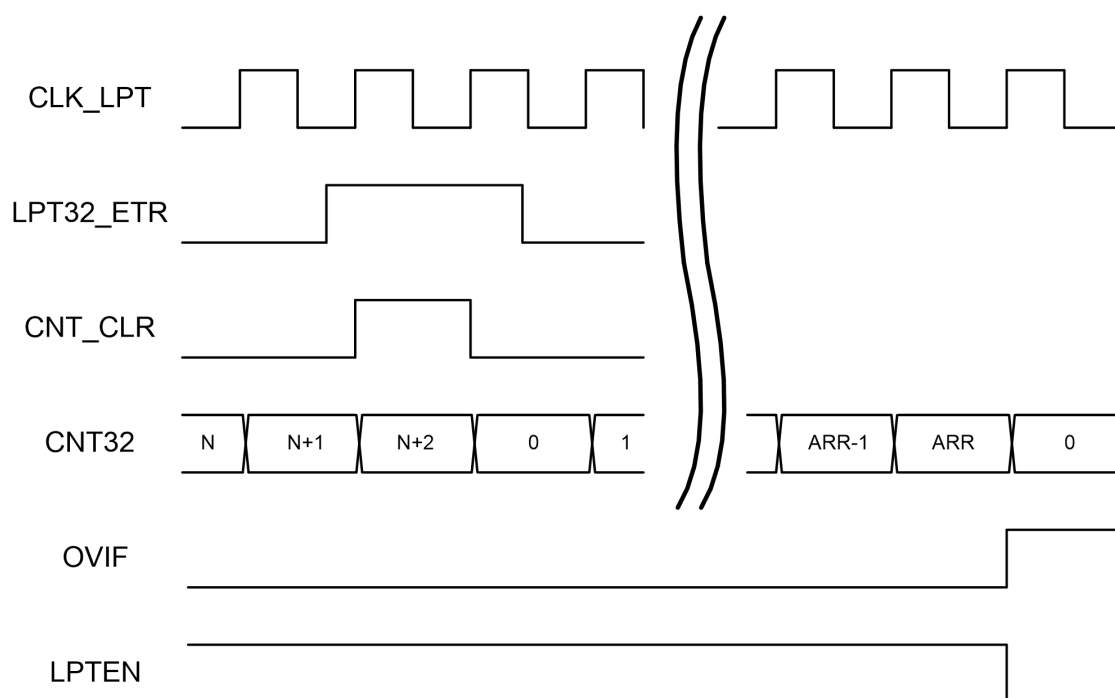 CLK_LPT
LPT32_ETR
CNT_CLR
CNT32 N N+1 N+2 0 1 ARR-1 ARR 0
OVIF
LPTEN